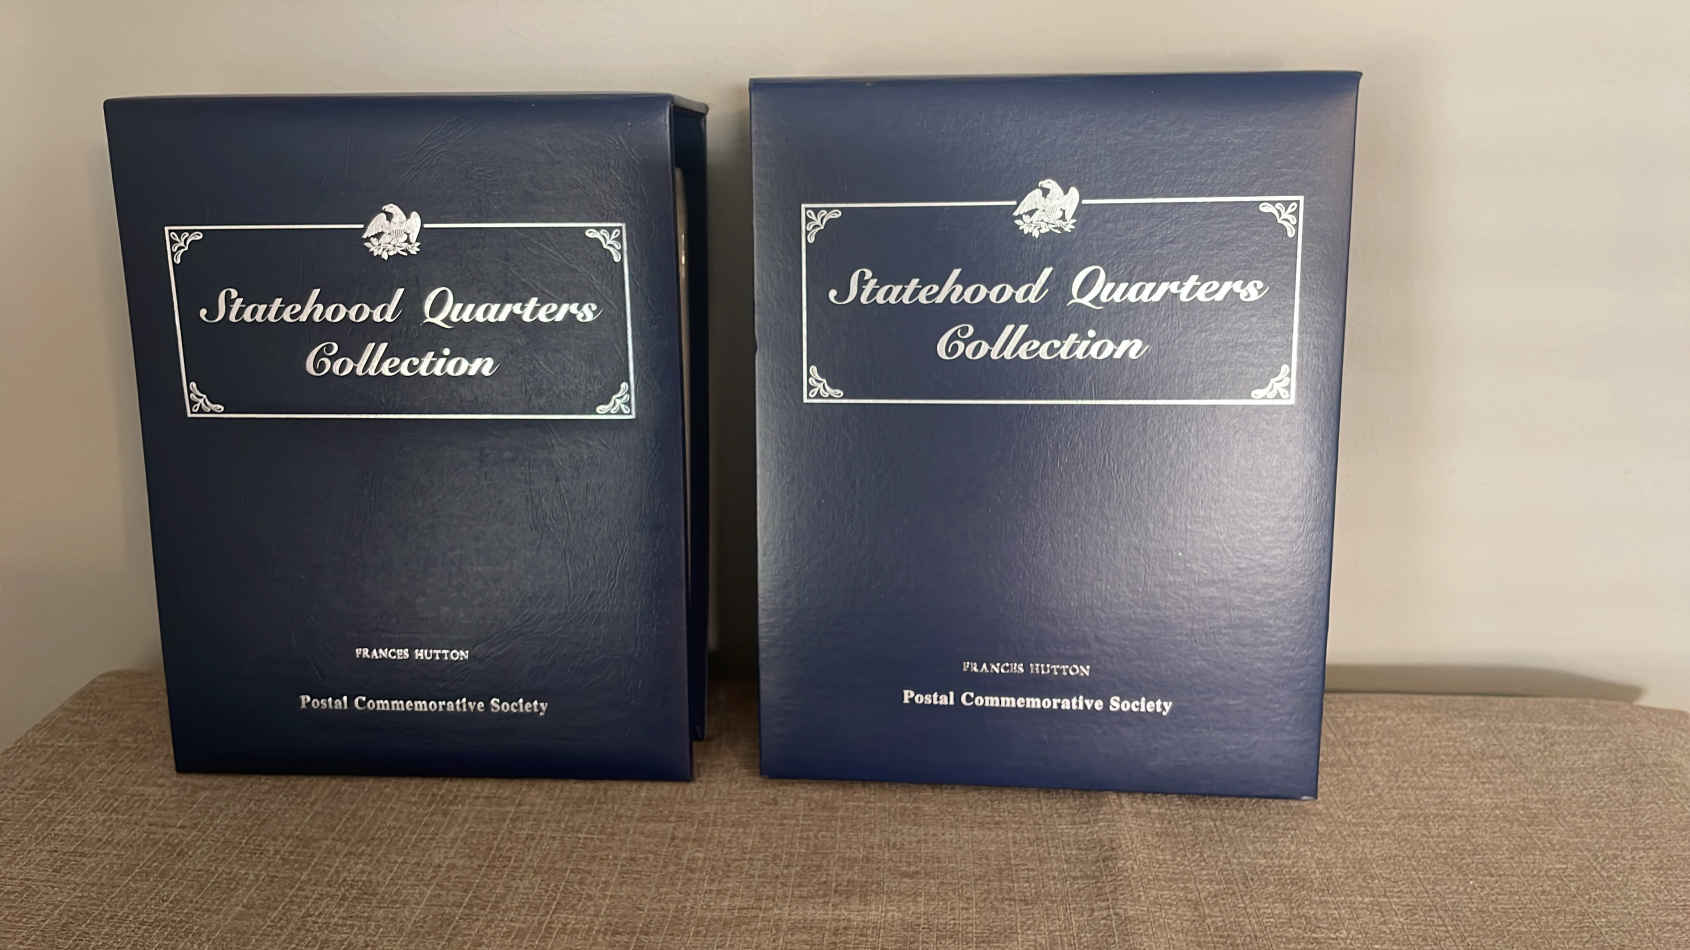 Statehood Quarters
Collection
FRANCES HUTTON
Postal Commemorative Society
Statehood Quarters
Collection
FRANCES HUTTON
Postal Commemorative Society